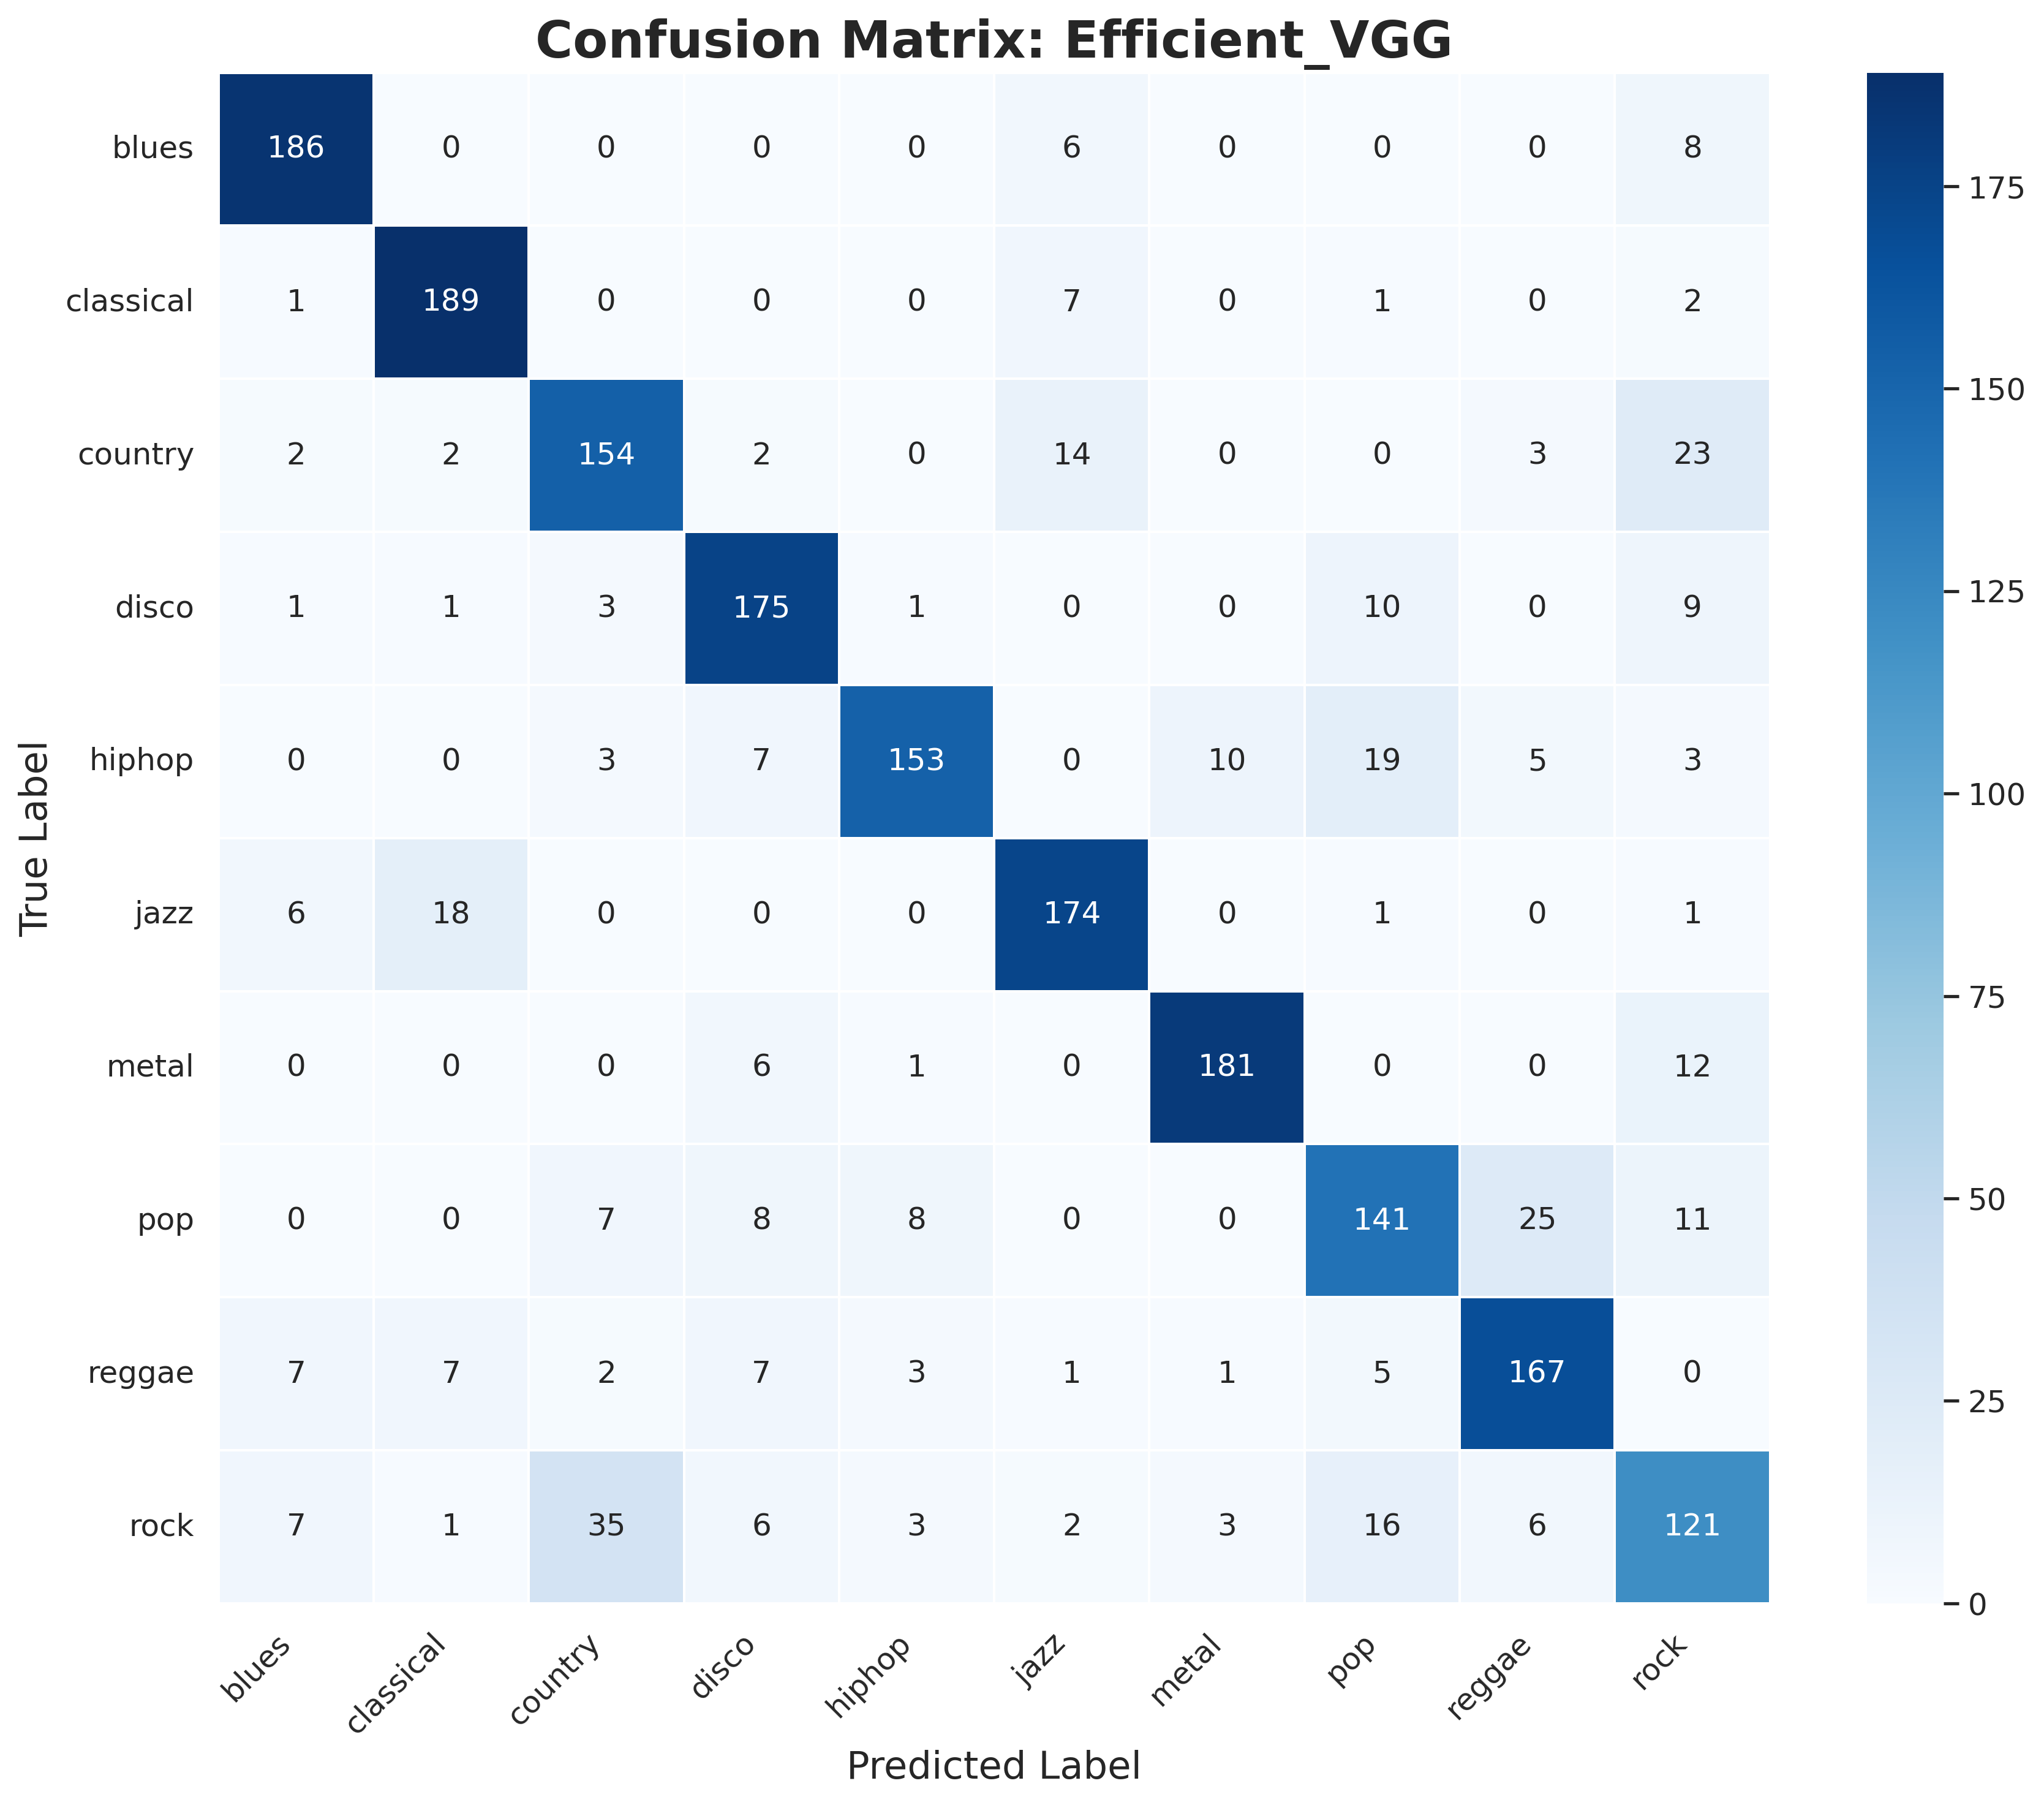 Confusion Matrix: Efficient_VGG
blues 186 0 0 0 0 6 0 0 0 8
classical 1 189 0 0 0 7 0 1 0 2
country 2 2 154 2 0 14 0 0 3 23
disco 1 1 3 175 1 0 0 10 0 9
hiphop 0 0 3 7 153 0 10 19 5 3
jazz 6 18 0 0 0 174 0 1 0 1
metal 0 0 0 6 1 0 181 0 0 12
pop 0 0 7 8 8 0 0 141 25 11
reggae 7 7 2 7 3 1 1 5 167 0
rock 7 1 35 6 3 2 3 16 6 121
True Label
blues classical country disco hiphop jazz metal pop reggae rock
Predicted Label
175
150
125
100
75
50
25
0